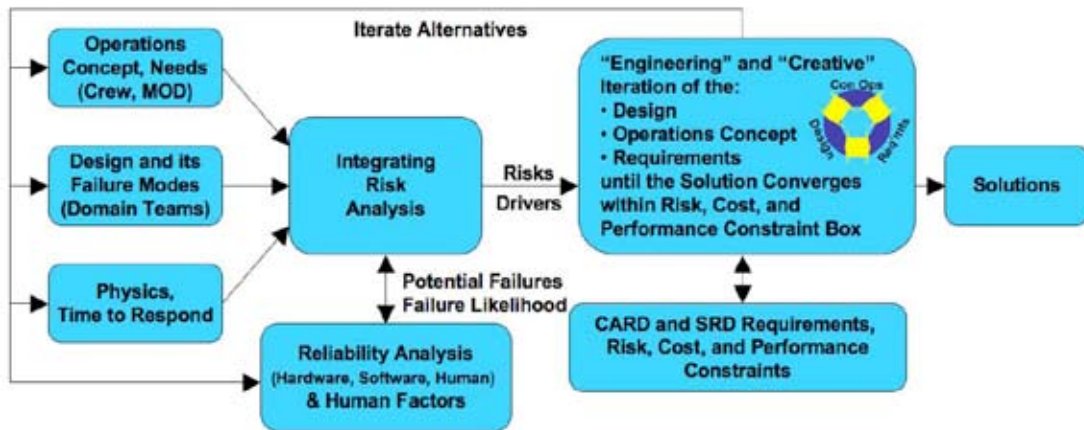 Iterate Alternatives
Operations
Concept, Needs
(Crew, MOD)
Design and its
Failure Modes
(Domain Teams)
Physics,
Time to Respond
Integrating
Risk
Analysis
Risks
Drivers
Potential Failures
Failure Likelihood
Reliability Analysis
(Hardware, Software, Human)
& Human Factors
“Engineering” and “Creative”
Iteration of the:
• Design
• Operations Concept
• Requirements
until the Solution Converges
within Risk, Cost, and
Performance Constraint Box
Con Ops
Design
Req'mts
CARD and SRD Requirements,
Risk, Cost, and Performance
Constraints
Solutions